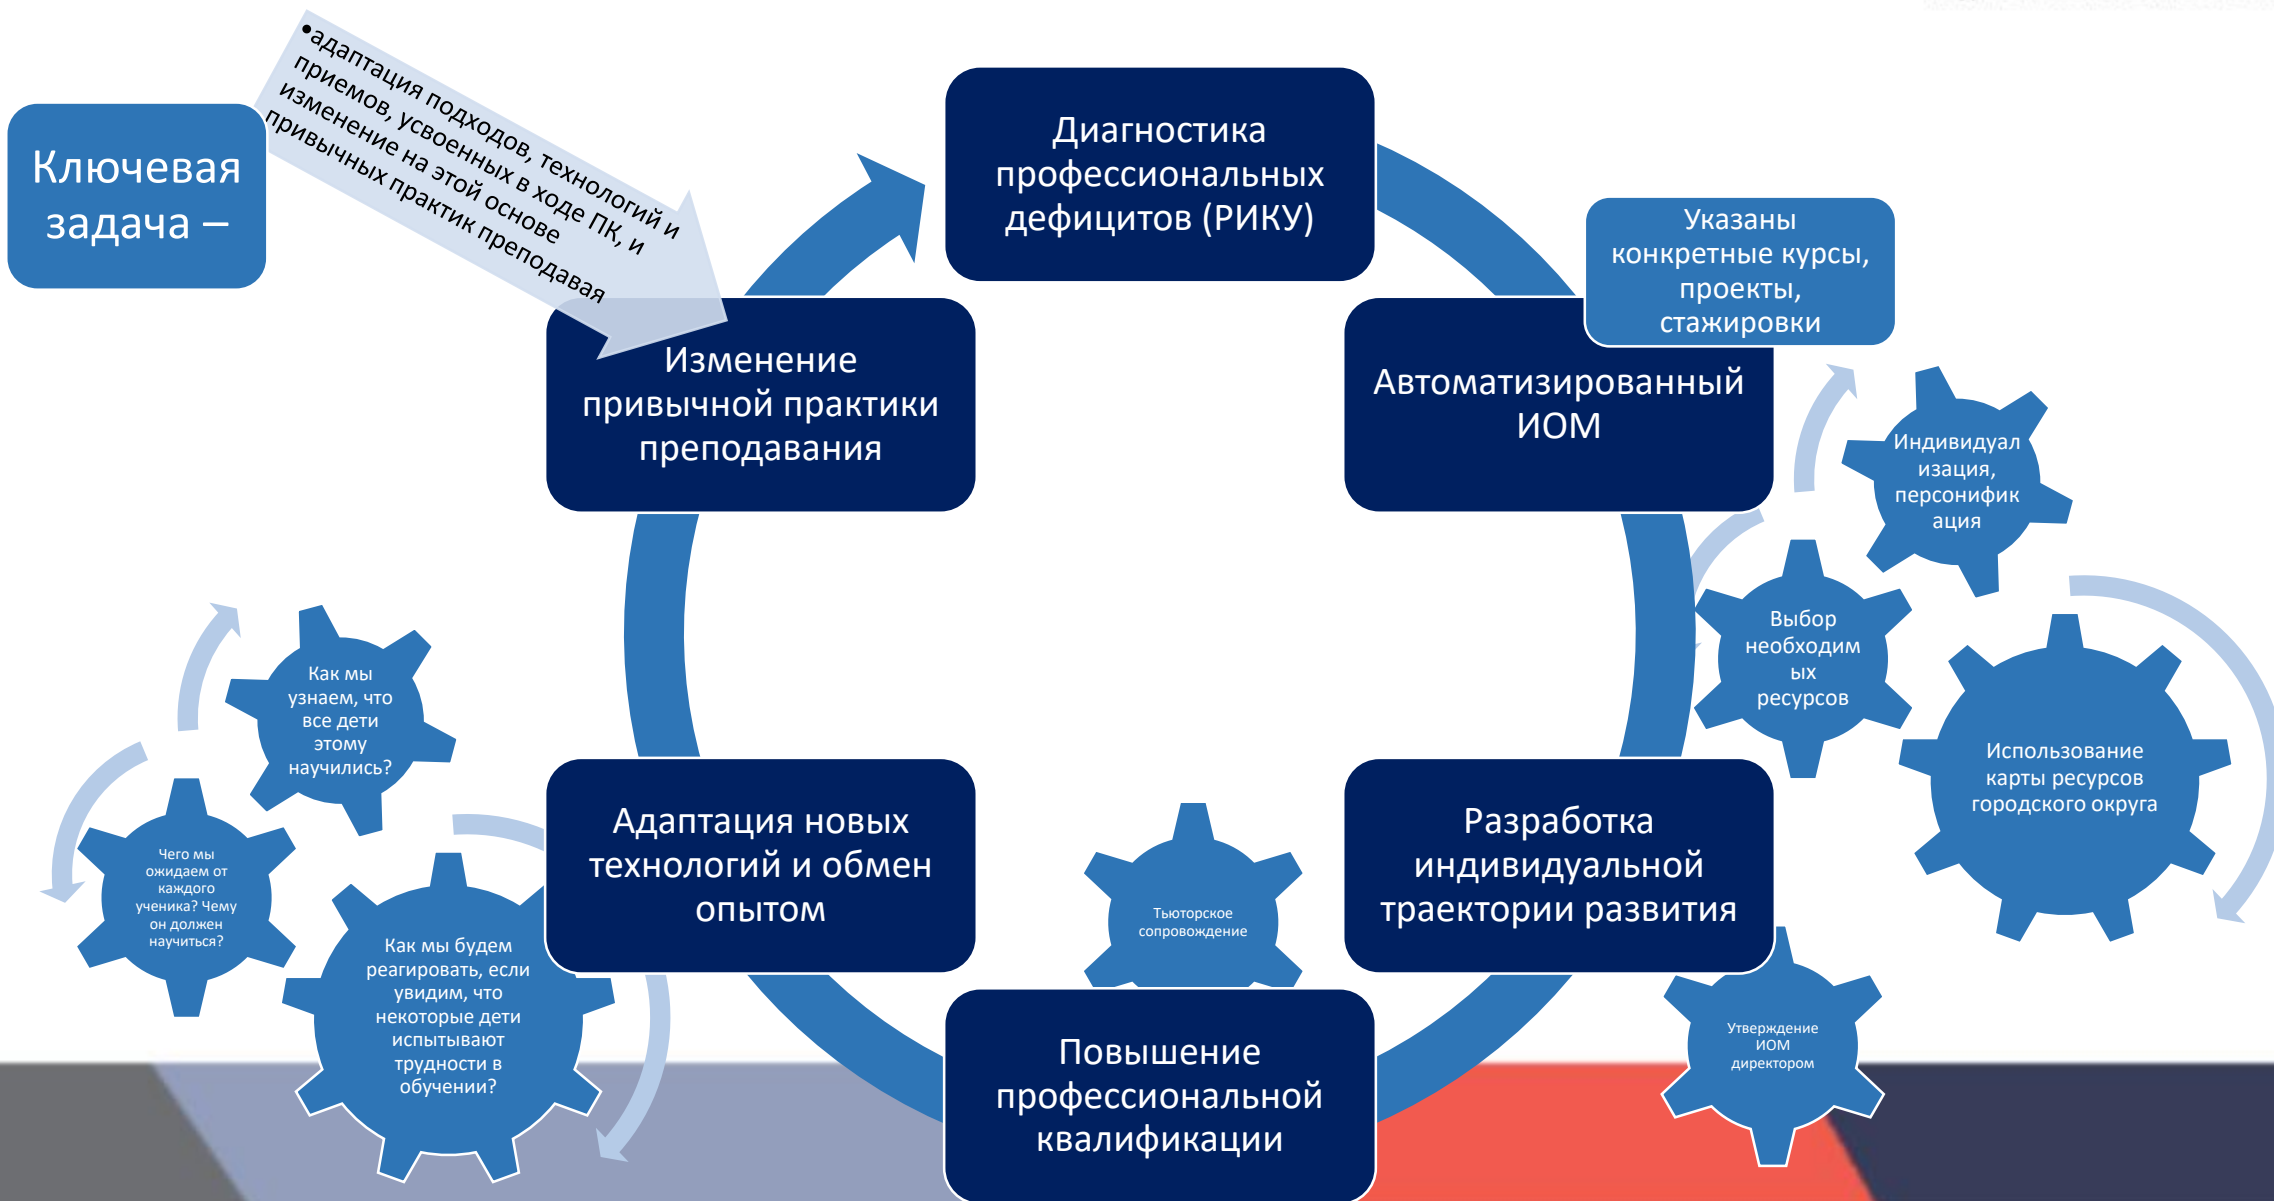 Ключевая
задача –
•адаптация подходов, технологий и
приемов, усвоенных в ходе ПК, и
изменение на этой основе
привычных практик преподавая
Диагностика
профессиональных
дефицитов (РИКУ)
Указаны
конкретные курсы,
проекты,
стажировки
Автоматизированный
ИОМ
Индивидуал
изация,
персонифик
ация
Выбор
необходим
ых
ресурсов
Использование
карты ресурсов
городского округа
Разработка
индивидуальной
траектории развития
Утверждение
ИОМ
директором
Тьюторское
сопровождение
Повышение
профессиональной
квалификации
Адаптация новых
технологий и обмен
опытом
Как мы
узнаем, что
все дети
этому
научились?
Чего мы
ожидаем от
каждого
ученика? Чему
он должен
научиться?
Как мы будем
реагировать, если
увидим, что
некоторые дети
испытывают
трудности в
обучении?
Изменение
привычной практики
преподавания